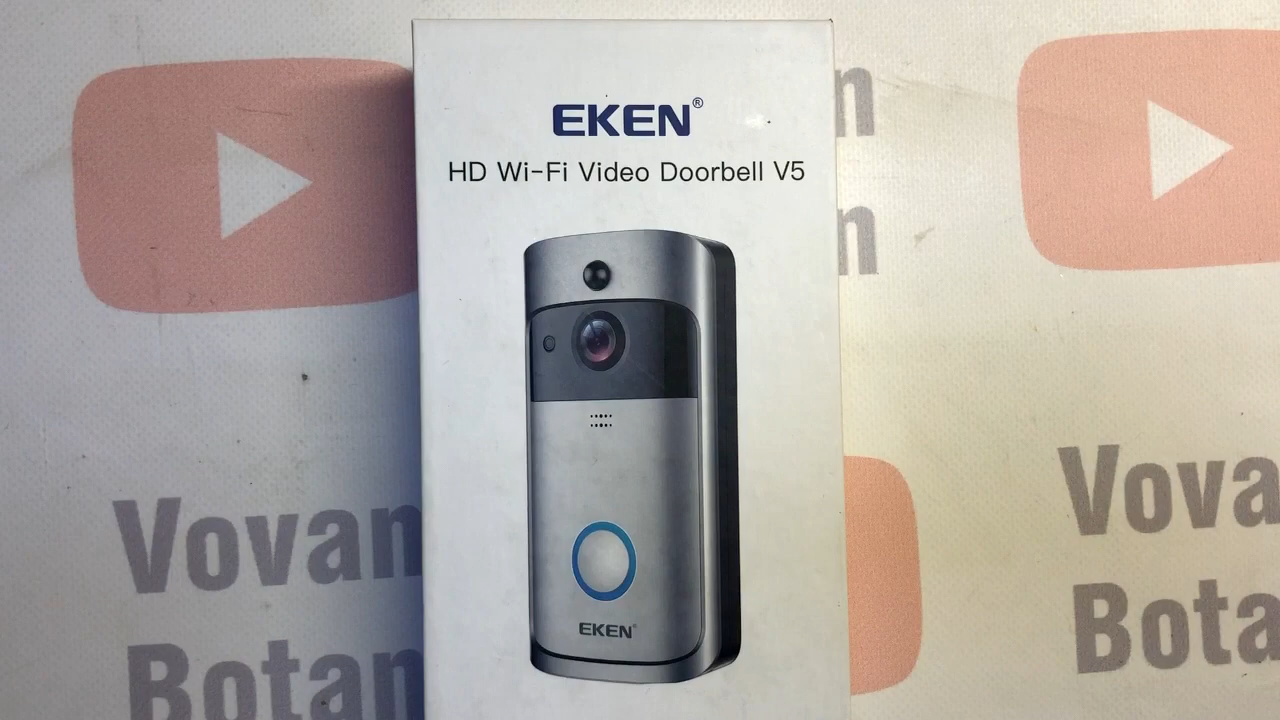 EKEN®
HD Wi-Fi Video Doorbell V5
EKEN®
Vovan
Botan
Vova
Bota
n
n